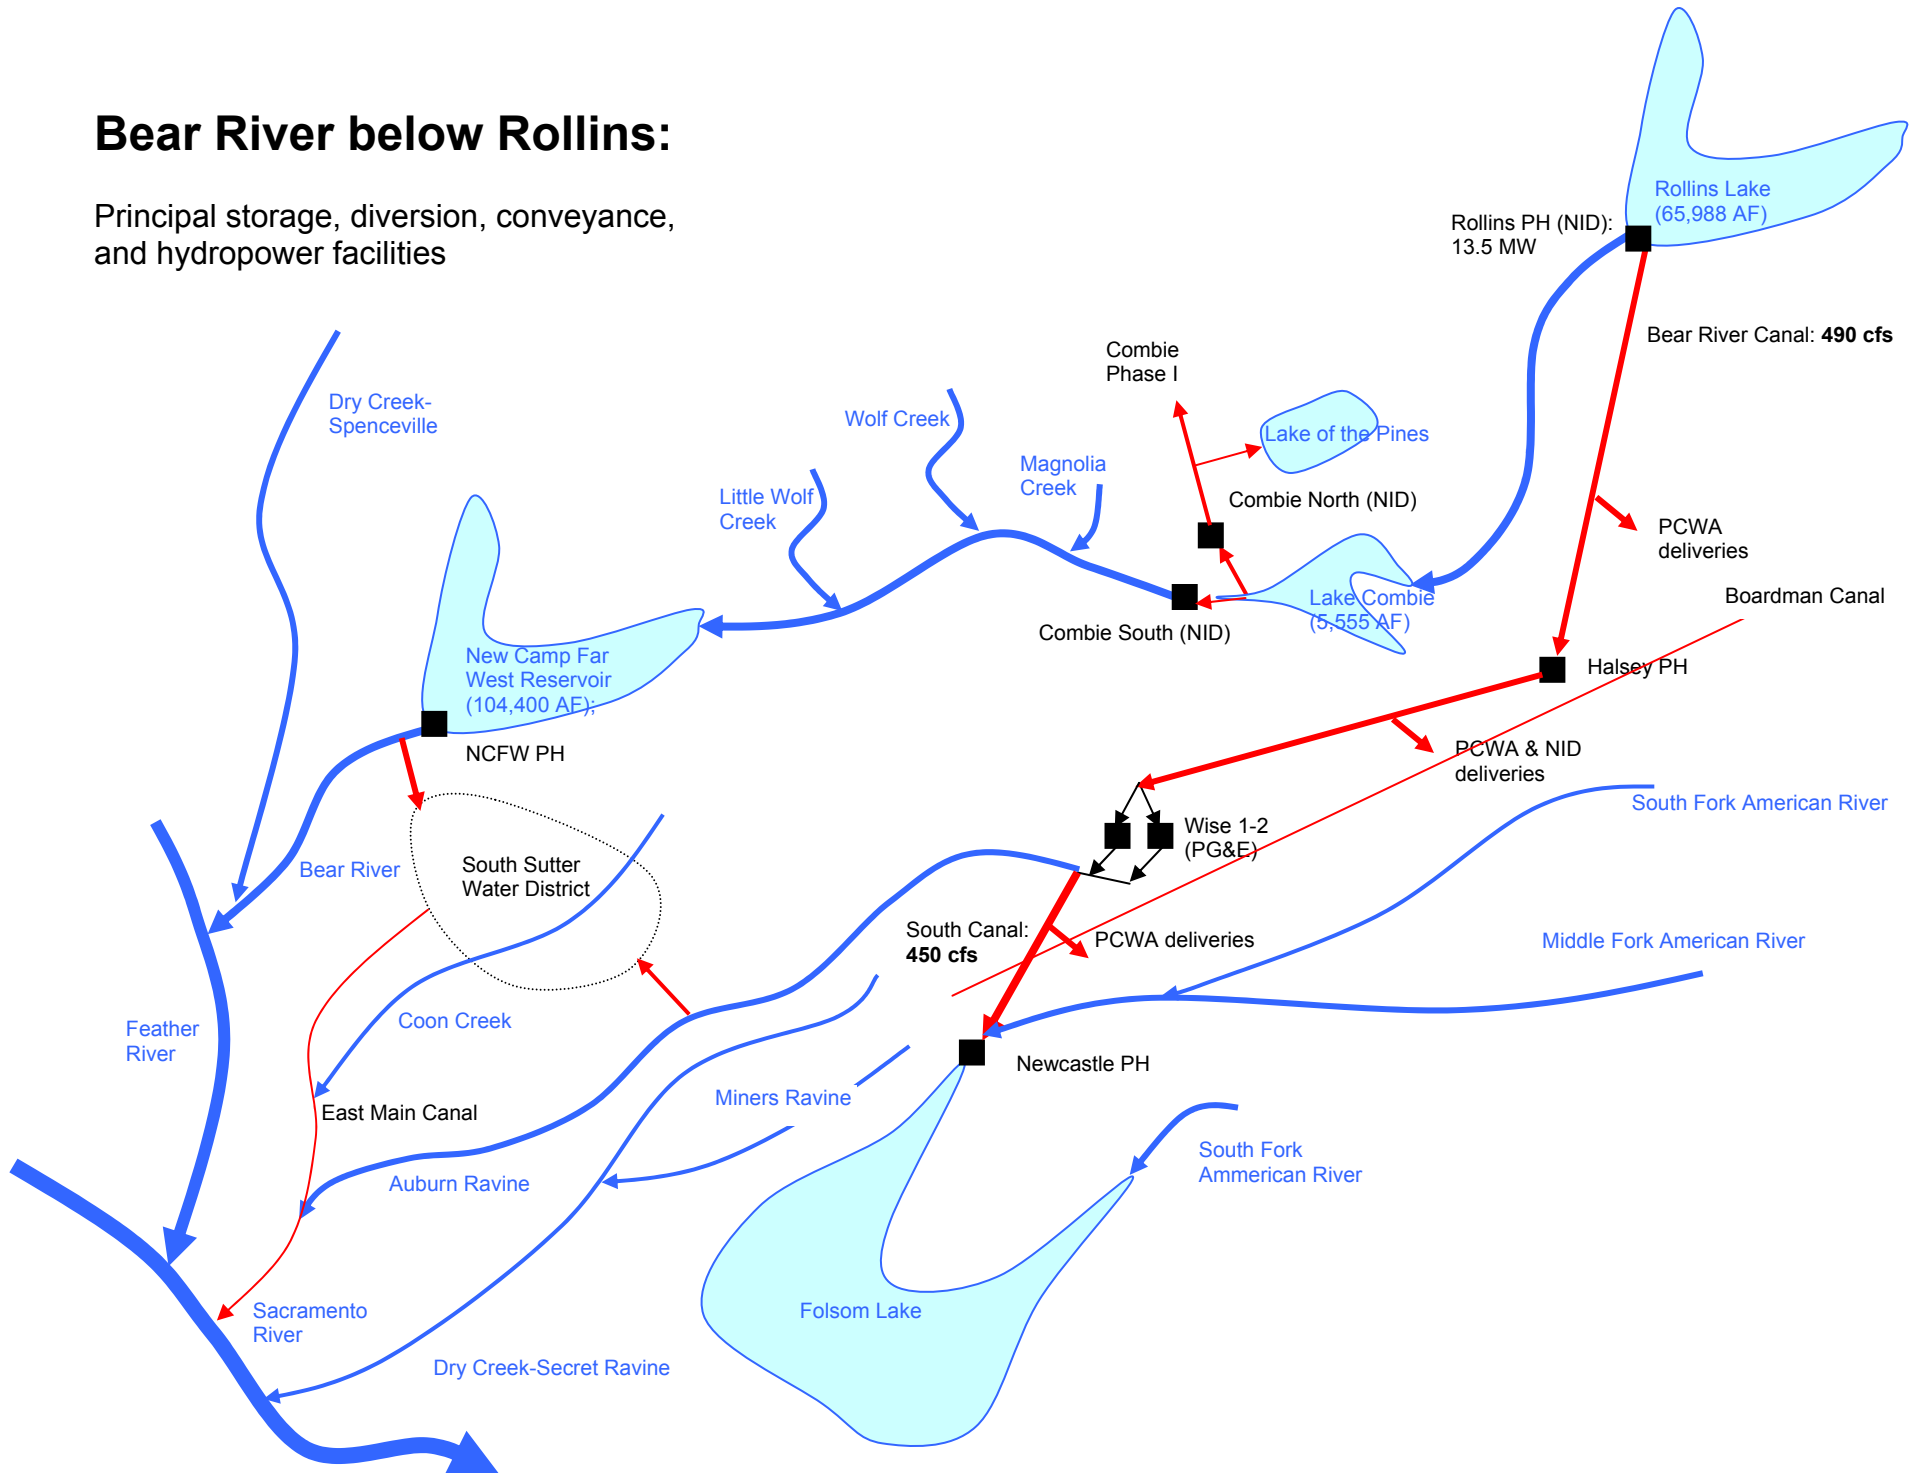 Bear River below Rollins:
Principal storage, diversion, conveyance,
and hydropower facilities
Rollins Lake
(65,988 AF)
Rollins PH (NID):
13.5 MW
Bear River Canal: 490 cfs
Combie
Phase I
Dry Creek-
Spenceville
Wolf Creek
Lake of the Pines
Magnolia
Creek
Little Wolf
Creek
Combie North (NID)
PCWA
deliveries
Boardman Canal
Lake Combie
(5,555 AF)
Combie South (NID)
New Camp Far
West Reservoir
(104,400 AF);
Halsey PH
NCFW PH
PCWA & NID
deliveries
South Fork American River
Wise 1-2
(PG&E)
Bear River
South Sutter
Water District
South Canal:
450 cfs
PCWA deliveries
Middle Fork American River
Feather
River
Coon Creek
Newcastle PH
Miners Ravine
East Main Canal
Auburn Ravine
South Fork
Ammerican River
Sacramento
River
Folsom Lake
Dry Creek-Secret Ravine